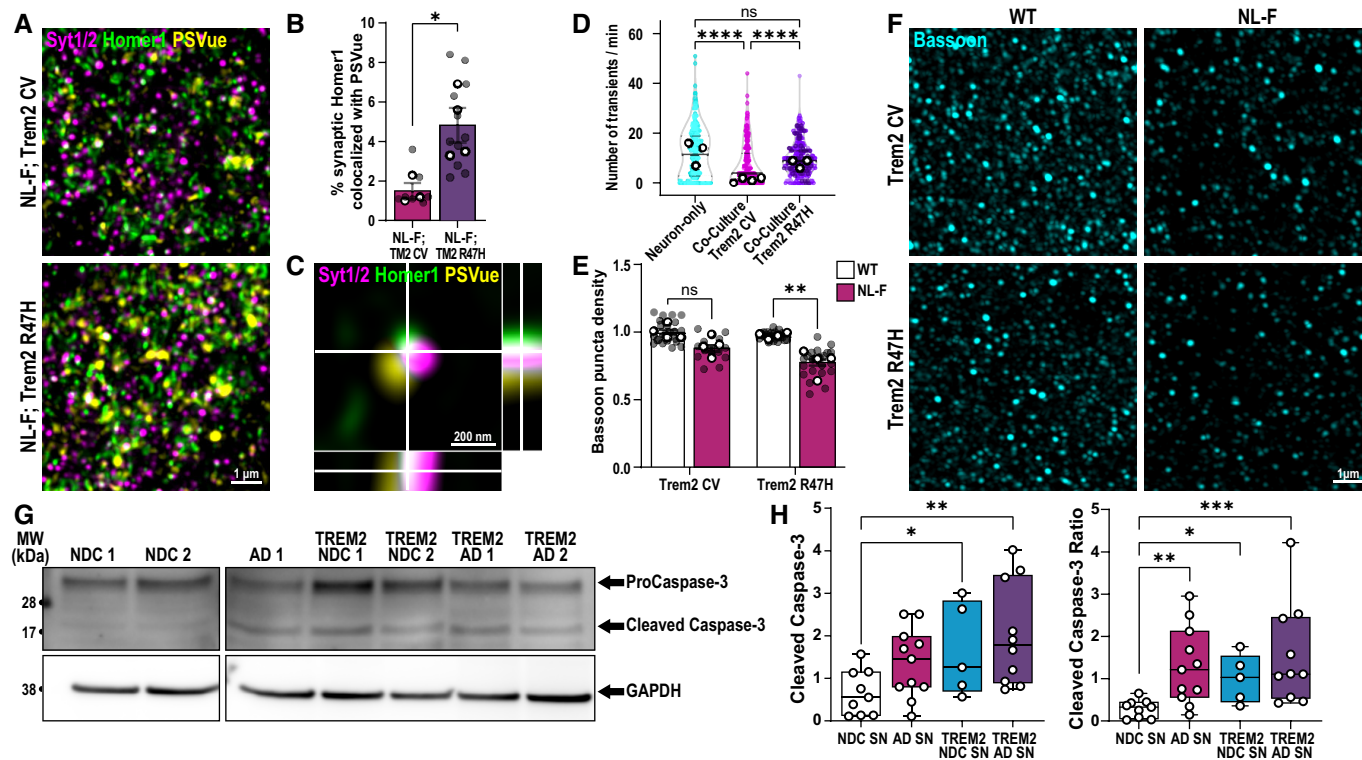 A
Syt1/2 Homer1 PSVue
NL-F; Trem2 CV
NL-F; Trem2 R47H
1 µm
B
*
% synaptic Homer1
colocalized with PSVue
10
8
6
4
2
0
NL-F;
TM2 CV
NL-F;
TM2 R47H
C
Syt1/2 Homer1 PSVue
200 nm
D
ns
**** ****
Number of transients / min
60
40
20
0
Neuron-only
Co-Culture
Trem2 CV
Co-Culture
Trem2 R47H
E
WT
NL-F
ns
**
Bassoon puncta density
1.5
1.0
0.5
0.0
Trem2 CV
Trem2 R47H
F
WT
NL-F
Bassoon
Trem2 CV
Trem2 R47H
1µm
G
MW
(kDa)
NDC 1
NDC 2
AD 1
TREM2
NDC 1
TREM2
NDC 2
TREM2
AD 1
TREM2
AD 2
28
17
38
ProCaspase-3
Cleaved Caspase-3
GAPDH
H
**
*
Cleaved Caspase-3
5
4
3
2
1
0
NDC SN
AD SN
TREM2
NDC SN
TREM2
AD SN
***
*
**
Cleaved Caspase-3 Ratio
5
4
3
2
1
0
NDC SN
AD SN
TREM2
NDC SN
TREM2
AD SN